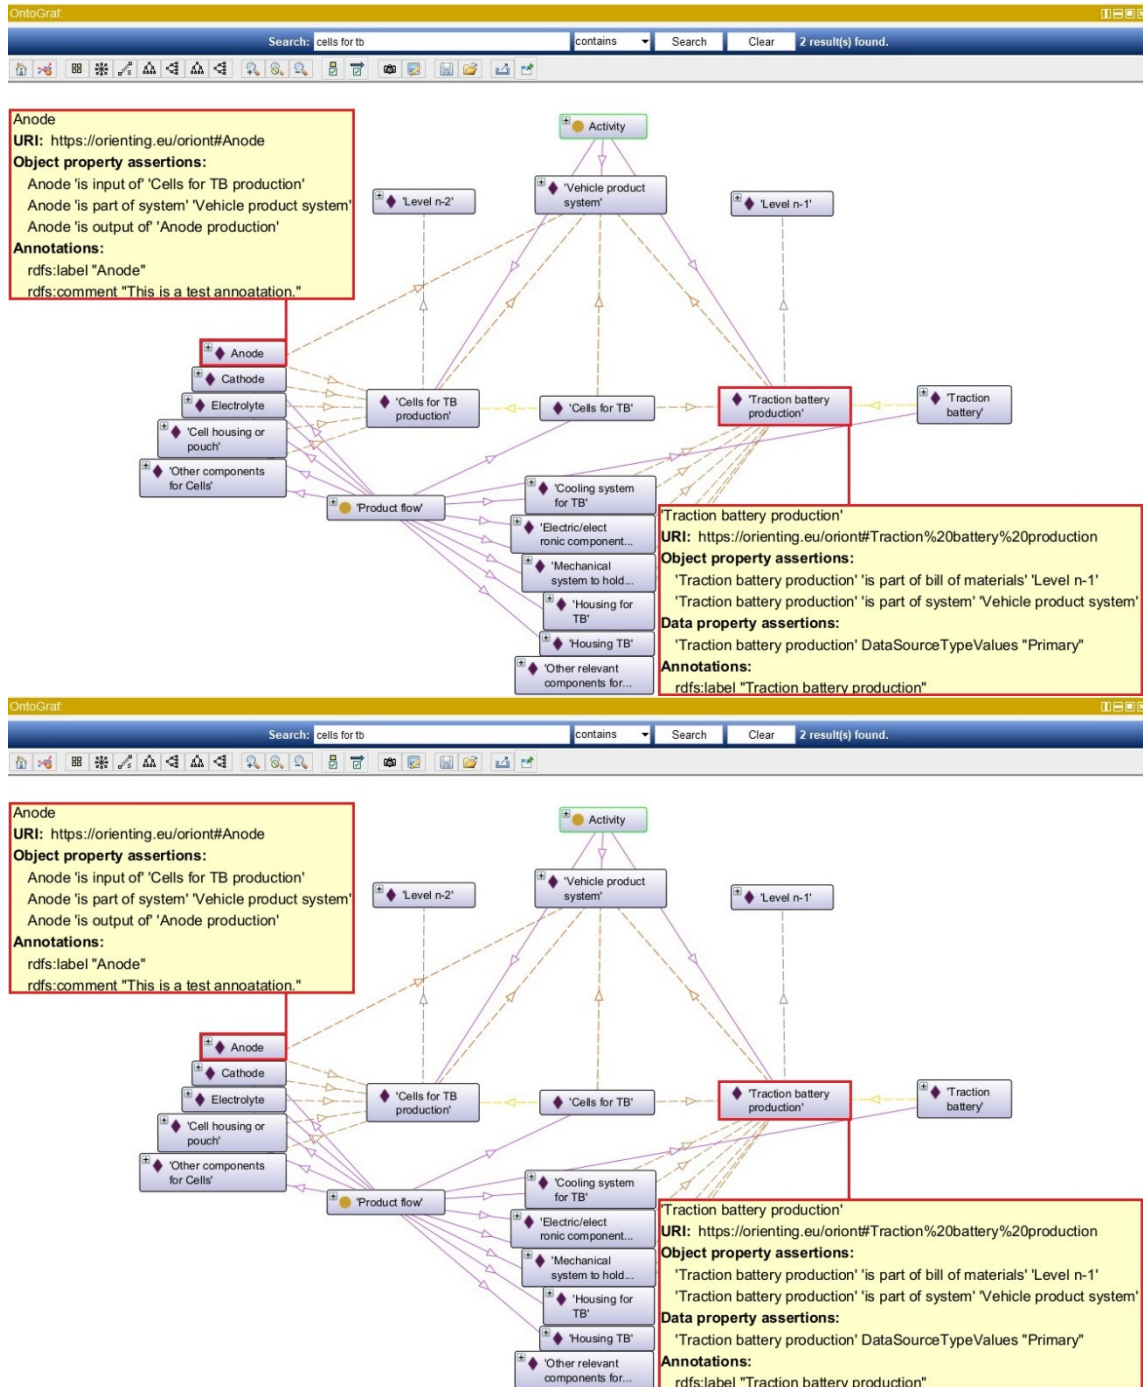 OntoGraf:
Search: cells for tb contains Search Clear 2 result(s) found.
Anode
URI: https://orienting.eu/oriont#Anode
Object property assertions:
Anode 'is input of' 'Cells for TB production'
Anode 'is part of system' 'Vehicle product system'
Anode 'is output of' 'Anode production'
Annotations:
rdfs:label "Anode"
rdfs:comment "This is a test annoatation."
Activity
'Level n-2'
'Vehicle product
system'
'Level n-1'
Anode
Cathode
Electrolyte
'Cell housing or
pouch'
'Other components
for Cells'
'Cells for TB
production'
'Cells for TB'
'Traction battery
production'
'Traction
battery'
'Product flow'
'Cooling system
for TB'
'Electric/elect
ronic component...
'Mechanical
system to hold...
'Housing for
TB'
'Housing TB'
'Other relevant
components for...
'Traction battery production'
URI: https://orienting.eu/oriont#Traction%20battery%20production
Object property assertions:
'Traction battery production' 'is part of bill of materials' 'Level n-1'
'Traction battery production' 'is part of system' 'Vehicle product system'
Data property assertions:
'Traction battery production' DataSourceTypeValues "Primary"
Annotations:
rdfs:label "Traction battery production"
OntoGraf:
Search: cells for tb contains Search Clear 2 result(s) found.
Anode
URI: https://orienting.eu/oriont#Anode
Object property assertions:
Anode 'is input of' 'Cells for TB production'
Anode 'is part of system' 'Vehicle product system'
Anode 'is output of' 'Anode production'
Annotations:
rdfs:label "Anode"
rdfs:comment "This is a test annoatation."
Activity
'Level n-2'
'Vehicle product
system'
'Level n-1'
Anode
Cathode
Electrolyte
'Cell housing or
pouch'
'Other components
for Cells'
'Cells for TB
production'
'Cells for TB'
'Traction battery
production'
'Traction
battery'
'Product flow'
'Cooling system
for TB'
'Electric/elect
ronic component...
'Mechanical
system to hold...
'Housing for
TB'
'Housing TB'
'Other relevant
components for...
'Traction battery production'
URI: https://orienting.eu/oriont#Traction%20battery%20production
Object property assertions:
'Traction battery production' 'is part of bill of materials' 'Level n-1'
'Traction battery production' 'is part of system' 'Vehicle product system'
Data property assertions:
'Traction battery production' DataSourceTypeValues "Primary"
Annotations:
rdfs:label "Traction battery production"